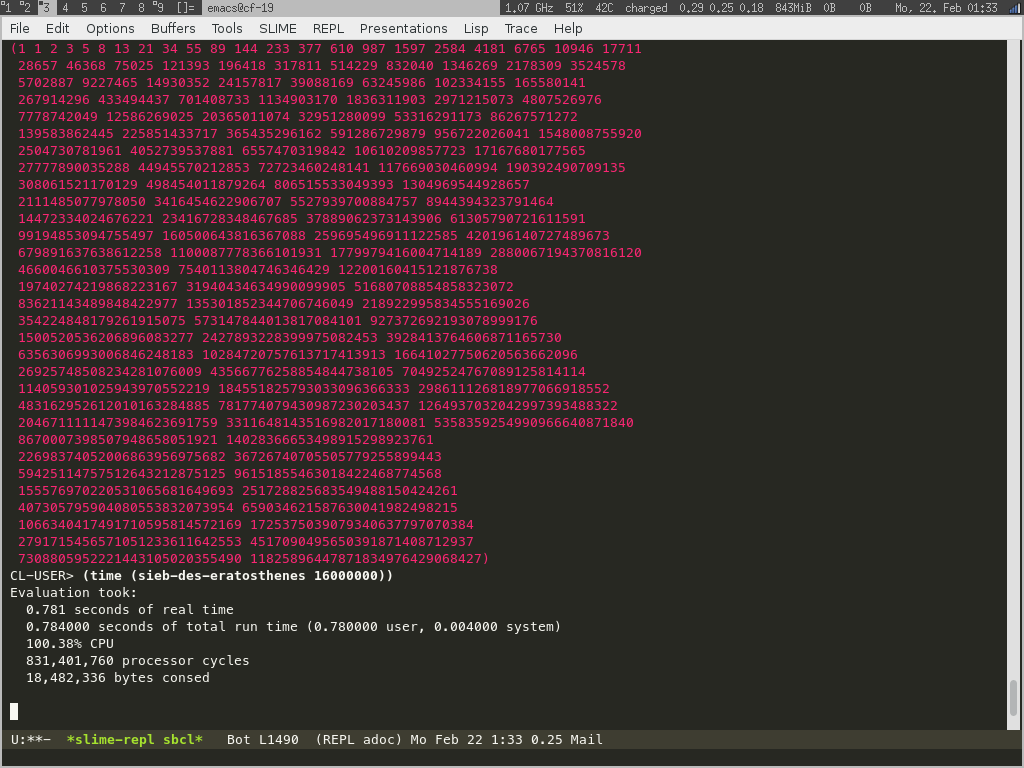 1 2 3 4 5 6 7 8 9 []= emacs@cf-19 1.07 GHz 51% 42C charged 0.29 0.25 0.18 843MiB 0B 0B Mo, 22. Feb 01:33
File Edit Options Buffers Tools SLIME REPL Presentations Lisp Trace Help
(1 1 2 3 5 8 13 21 34 55 89 144 233 377 610 987 1597 2584 4181 6765 10946 17711
28657 46368 75025 121393 196418 317811 514229 832040 1346269 2178309 3524578
5702887 9227465 14930352 24157817 39088169 63245986 102334155 165580141
267914296 433494437 701408733 1134903170 1836311903 2971215073 4807526976
7778742049 12586269025 20365011074 32951280099 53316291173 86267571272
139583862445 225851433717 365435296162 591286729879 956722026041 1548008755920
2504730781961 4052739537881 6557470319842 10610209857723 17167680177565
27777890035288 44945570212853 72723460248141 117669030460994 190392490709135
308061521170129 498454011879264 806515533049393 1304969544928657
2111485077978050 3416454622906707 5527939700884757 8944394323791464
14472334024676221 23416728348467685 37889062373143906 61305790721611591
99194853094755497 160500643816367088 259695496911122585 420196140727489673
679891637638612258 1100087778366101931 1779979416004714189 2880067194370816120
4660046610375530309 7540113804746346429 12200160415121876738
19740274219868223167 31940434634990099905 51680708854858323072
83621143489848422977 135301852344706746049 218922995834555169026
354224848179261915075 573147844013817084101 927372692193078999176
1500520536206896083277 2427893228399975082453 3928413764606871165730
6356306993006846248183 10284720757613717413913 16641027750620563662096
26925748508234281076009 43566776258854844738105 70492524767089125814114
114059301025943970552219 184551825793033096366333 298611126818977066918552
483162952612010163284885 781774079430987230203437 1264937032042997393488322
2046711111473984623691759 3311648143516982017180081 5358359254990966640871840
8670007398507948658051921 14028366653498915298923761
22698374052006863956975682 36726740705505779255899443
59425114757512643212875125 96151855463018422468774568
155576970220531065681649693 251728825683549488150424261
407305795904080553832073954 659034621587630041982498215
1066340417491710595814572169 1725375039079340637797070384
2791715456571051233611642553 4517090495650391871408712937
7308805952221443105020355490 11825896447871834976429068427)
CL-USER> (time (sieb-des-eratosthenes 16000000))
Evaluation took:
0.781 seconds of real time
0.784000 seconds of total run time (0.780000 user, 0.004000 system)
100.38% CPU
831,401,760 processor cycles
18,482,336 bytes consed
U:**- *slime-repl sbcl* Bot L1490 (REPL adoc) Mo Feb 22 1:33 0.25 Mail